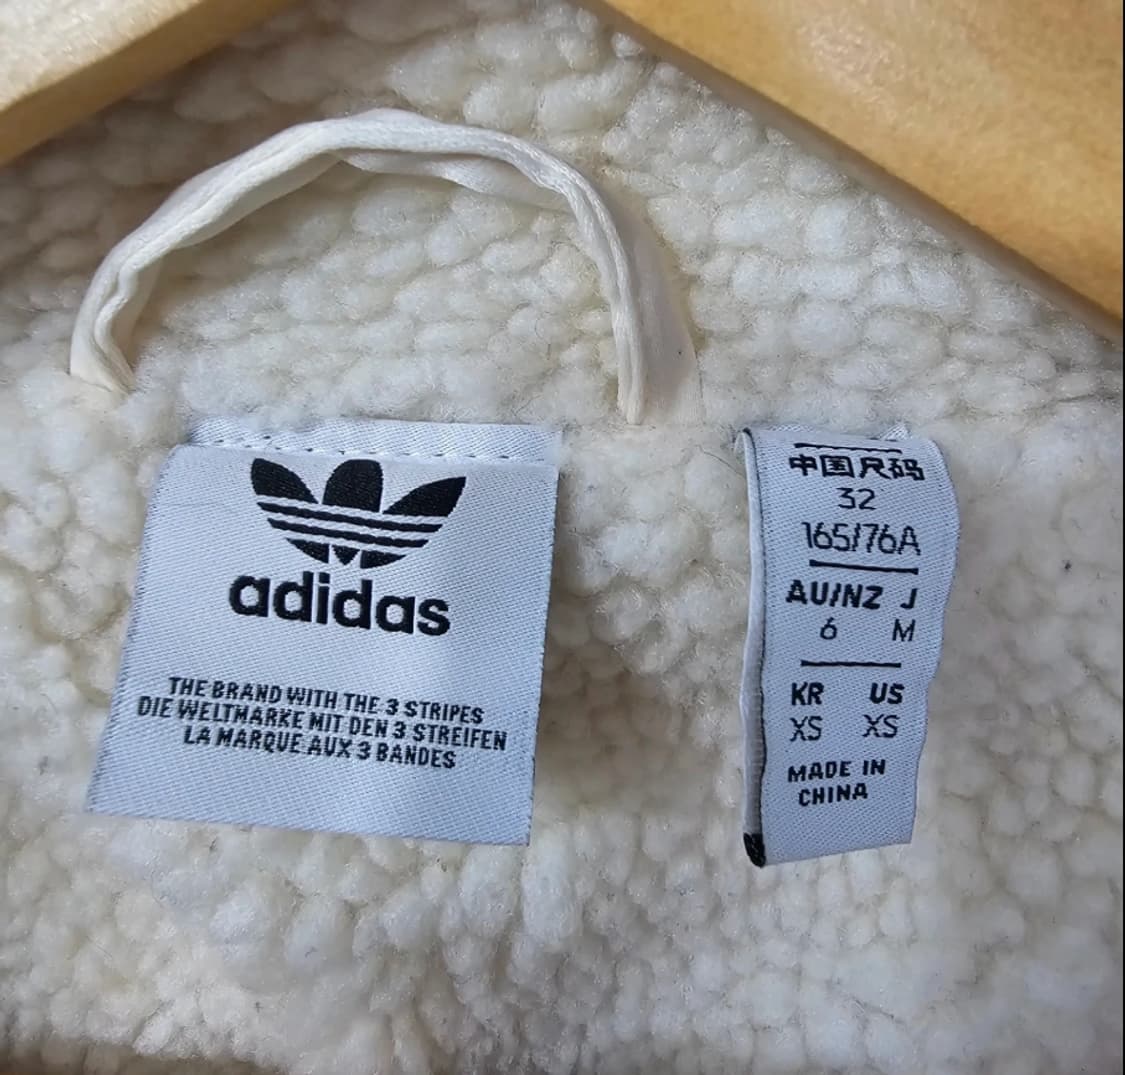 adidas
THE BRAND WITH THE 3 STRIPES
DIE WELTMARKE MIT DEN 3 STREIFEN
LA MARQUE AUX 3 BANDES
中国尺码
32
165/76A
AU/NZ J
6 M
KR US
XS XS
MADE IN
CHINA